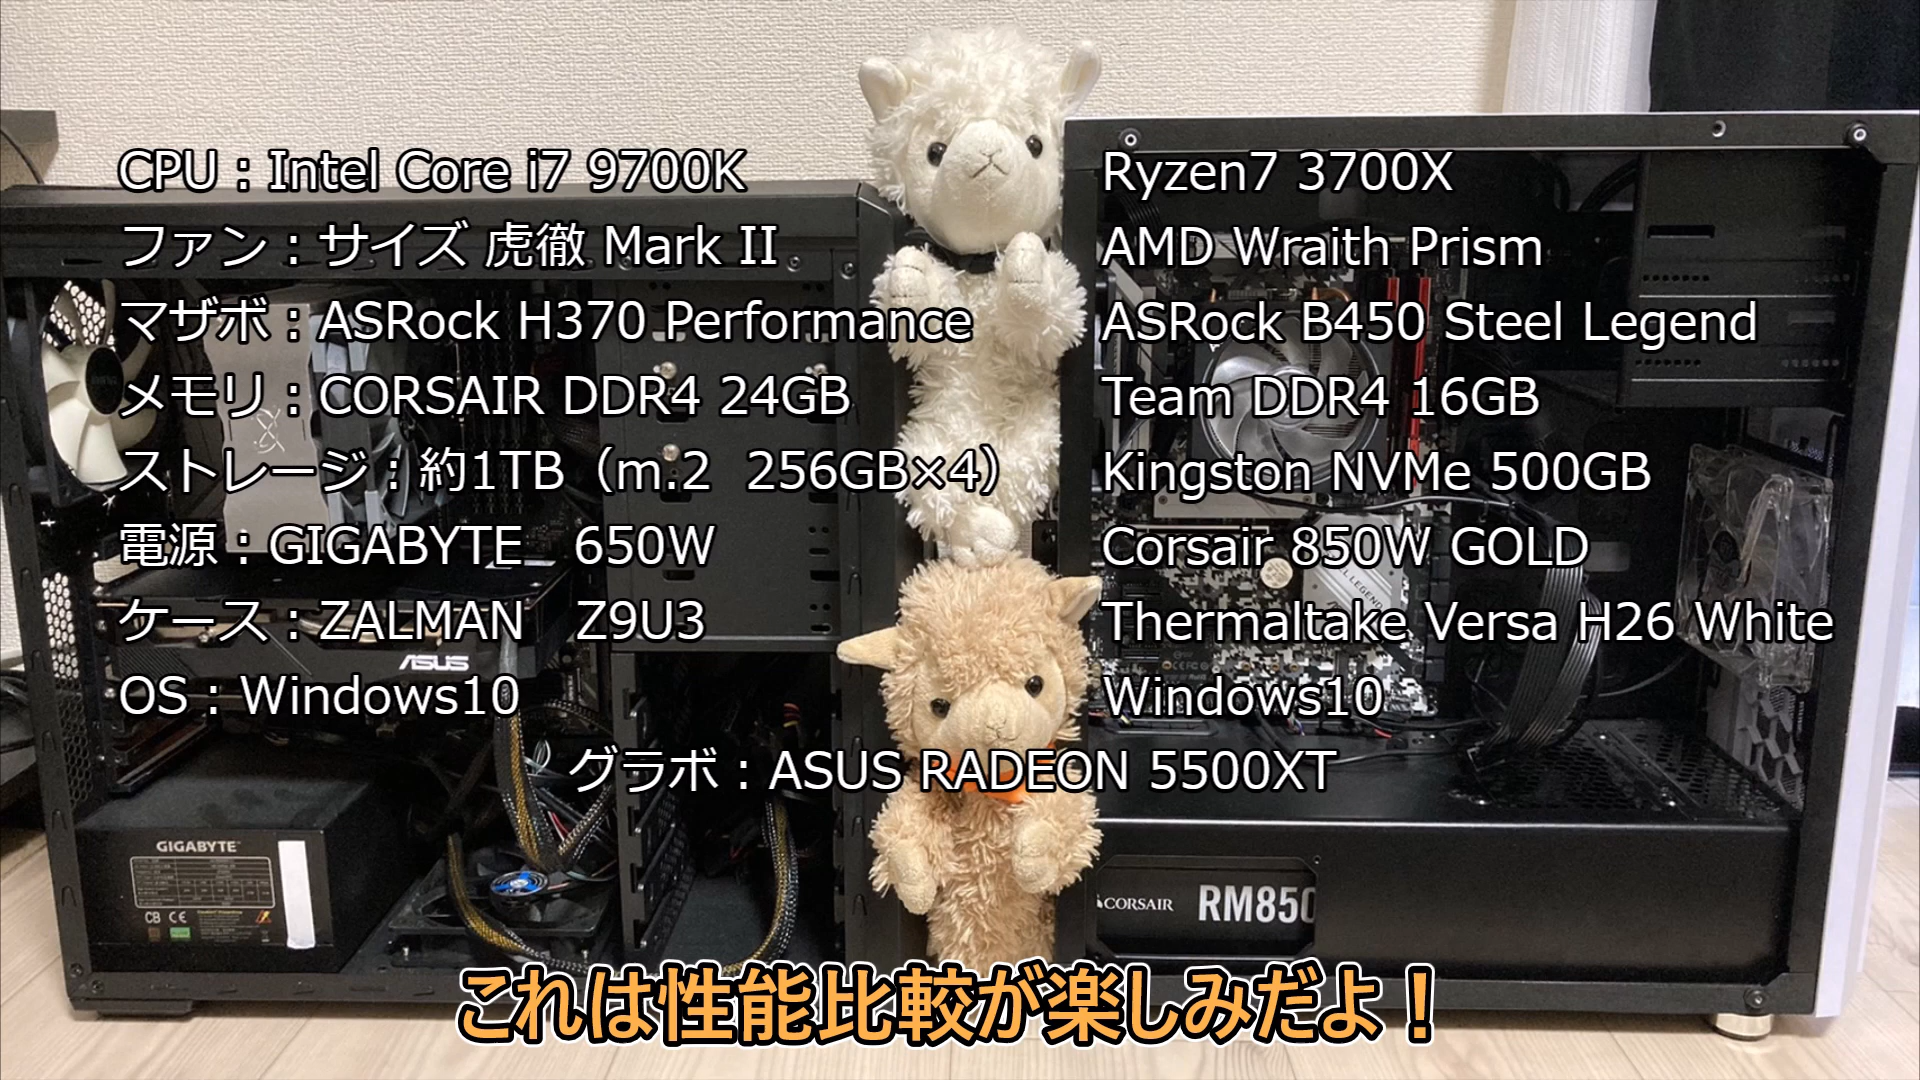 CPU：Intel Core i7 9700K
ファン：サイズ 虎徹 Mark II
マザボ：ASRock H370 Performance
メモリ：CORSAIR DDR4 24GB
ストレージ：約1TB（m.2　256GB×4）
電源：GIGABYTE　650W
ケース：ZALMAN　Z9U3
OS：Windows10
Ryzen7 3700X
AMD Wraith Prism
ASRock B450 Steel Legend
Team DDR4 16GB
Kingston NVMe 500GB
Corsair 850W GOLD
Thermaltake Versa H26 White
Windows10
グラボ：ASUS RADEON 5500XT
ASUS
GIGABYTE
CORSAIR RM850
これは性能比較が楽しみだよ！